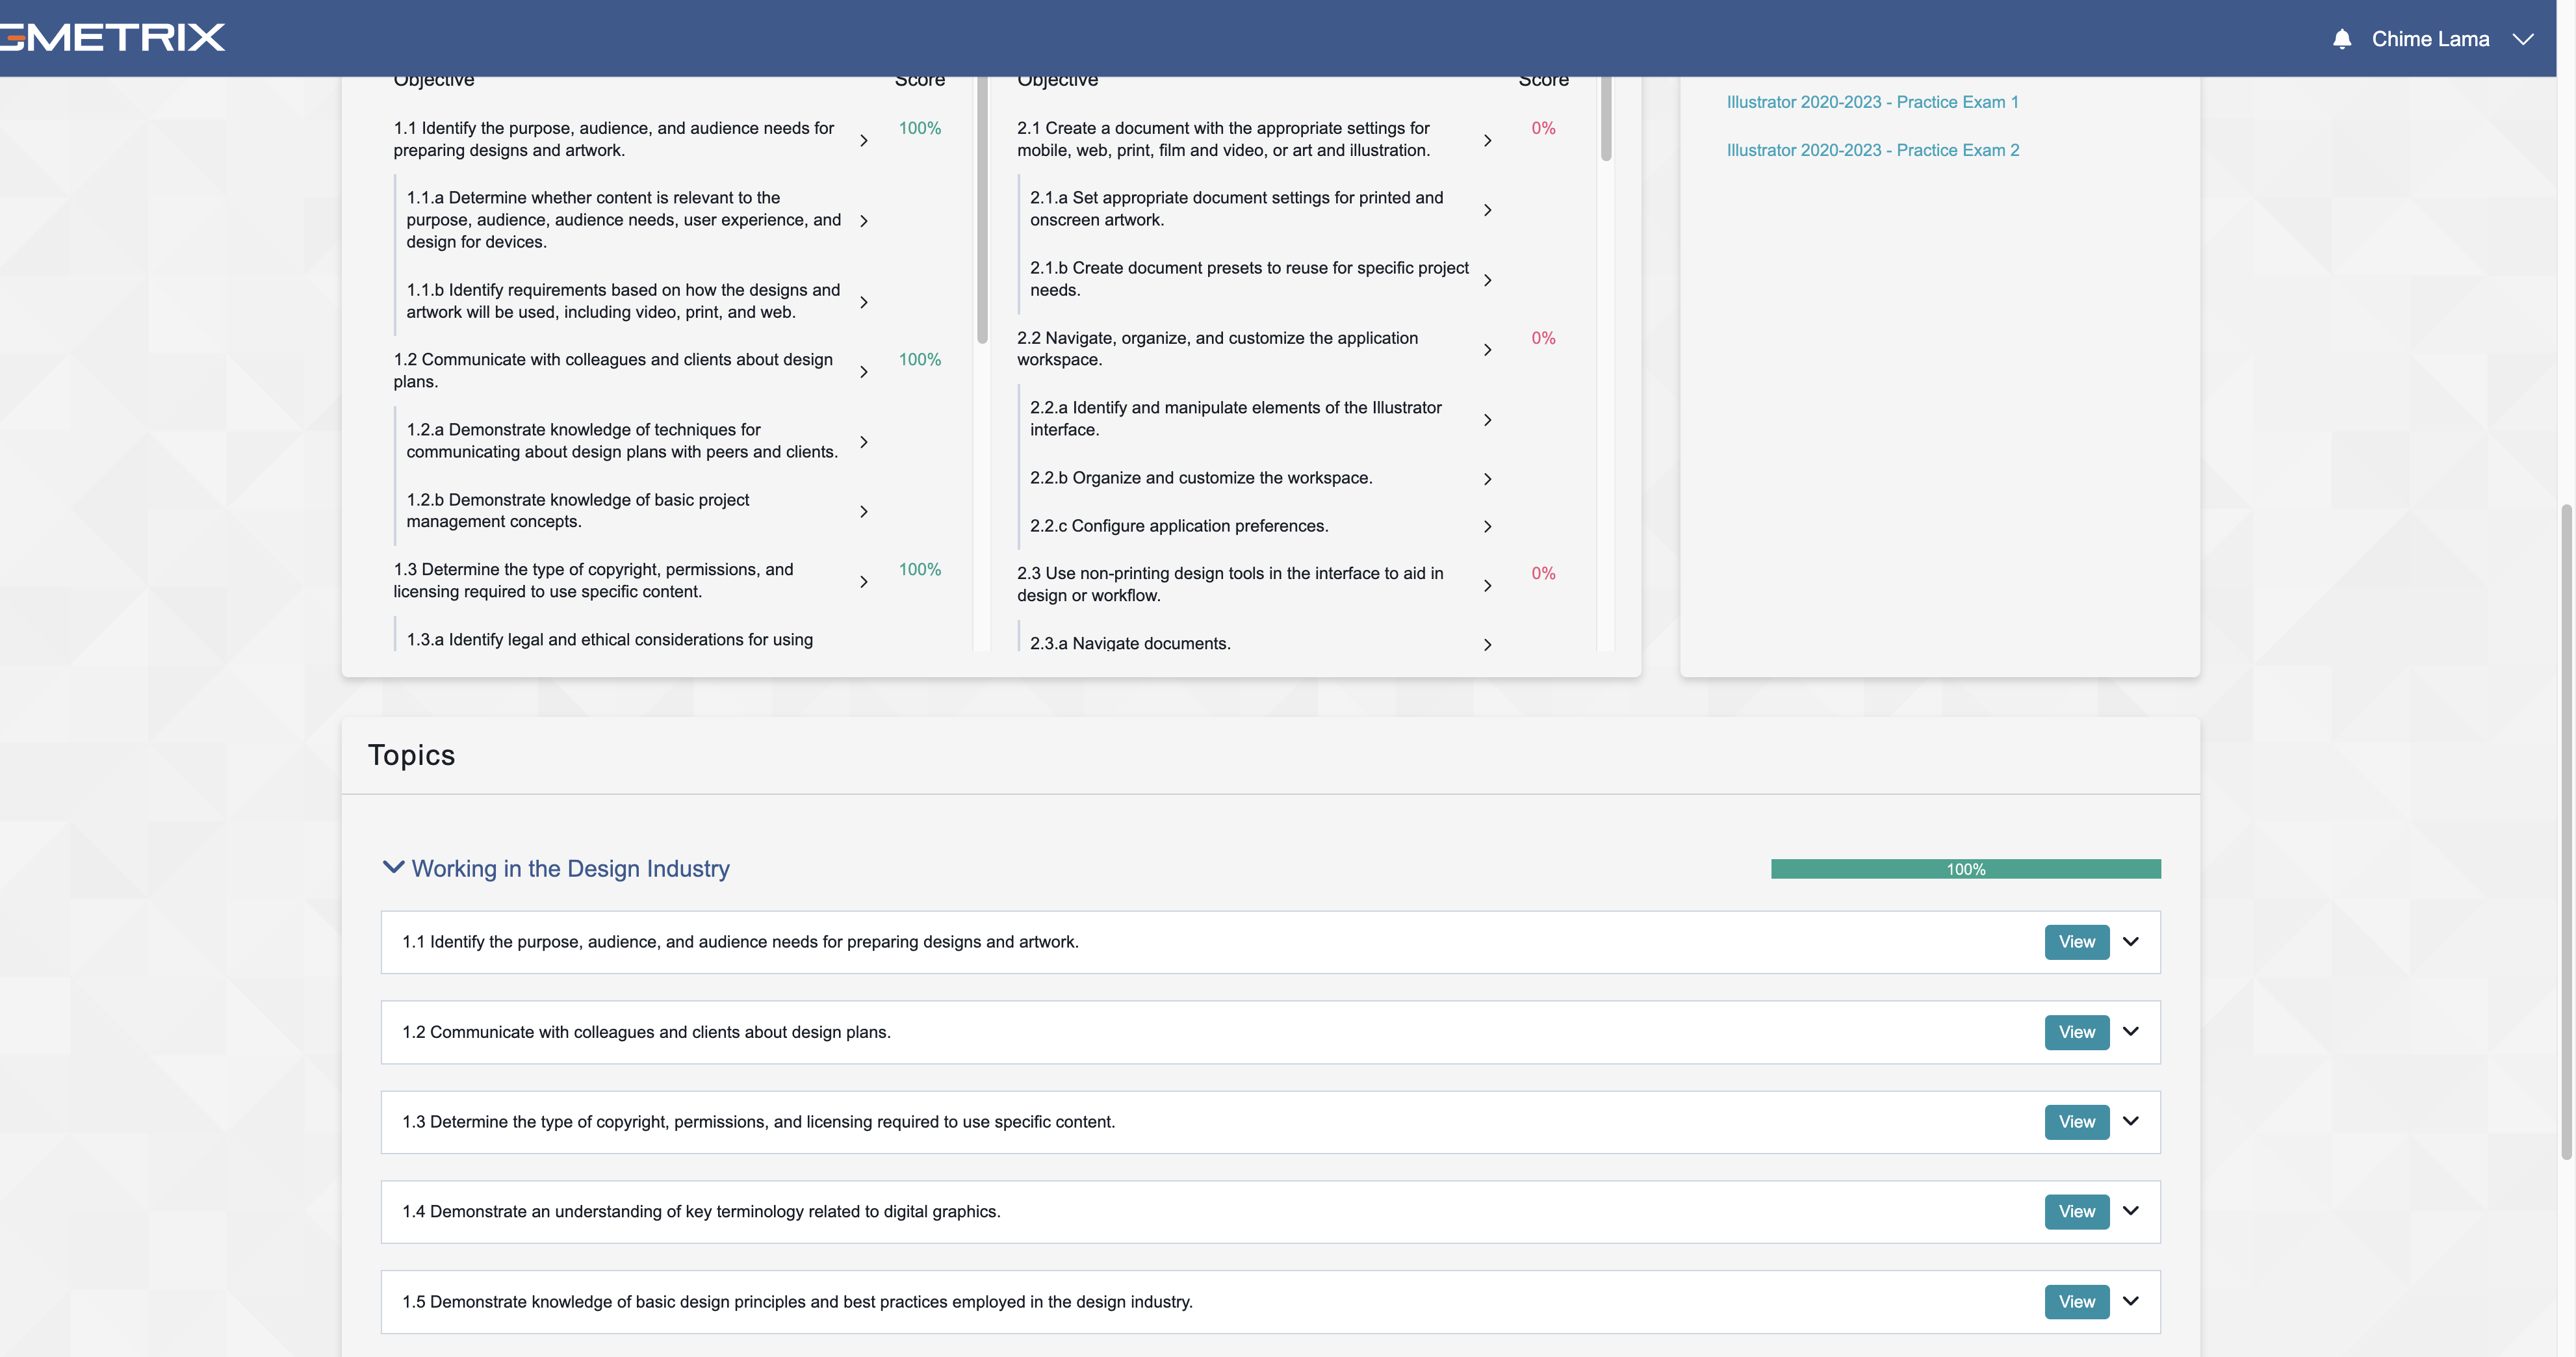 GMETRIX
Chime Lama
Objective Score
1.1 Identify the purpose, audience, and audience needs for
preparing designs and artwork.
100%
1.1.a Determine whether content is relevant to the
purpose, audience, audience needs, user experience, and
design for devices.
1.1.b Identify requirements based on how the designs and
artwork will be used, including video, print, and web.
1.2 Communicate with colleagues and clients about design
plans.
100%
1.2.a Demonstrate knowledge of techniques for
communicating about design plans with peers and clients.
1.2.b Demonstrate knowledge of basic project
management concepts.
1.3 Determine the type of copyright, permissions, and
licensing required to use specific content.
100%
1.3.a Identify legal and ethical considerations for using
Objective Score
2.1 Create a document with the appropriate settings for
mobile, web, print, film and video, or art and illustration.
0%
2.1.a Set appropriate document settings for printed and
onscreen artwork.
2.1.b Create document presets to reuse for specific project
needs.
2.2 Navigate, organize, and customize the application
workspace.
0%
2.2.a Identify and manipulate elements of the Illustrator
interface.
2.2.b Organize and customize the workspace.
2.2.c Configure application preferences.
2.3 Use non-printing design tools in the interface to aid in
design or workflow.
0%
2.3.a Navigate documents.
Illustrator 2020-2023 - Practice Exam 1
Illustrator 2020-2023 - Practice Exam 2
Topics
Working in the Design Industry
100%
1.1 Identify the purpose, audience, and audience needs for preparing designs and artwork.
View
1.2 Communicate with colleagues and clients about design plans.
View
1.3 Determine the type of copyright, permissions, and licensing required to use specific content.
View
1.4 Demonstrate an understanding of key terminology related to digital graphics.
View
1.5 Demonstrate knowledge of basic design principles and best practices employed in the design industry.
View